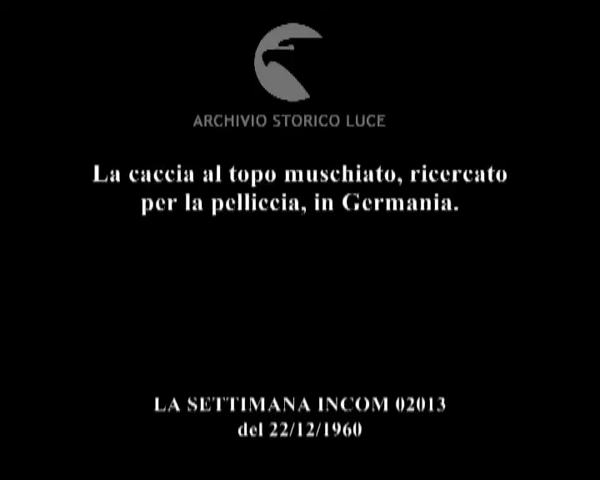 ARCHIVIO STORICO LUCE
La caccia al topo muschiato, ricercato
per la pelliccia, in Germania.
LA SETTIMANA INCOM 02013
del 22/12/1960